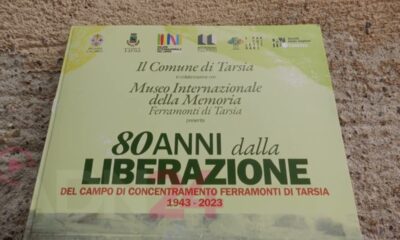 Il Comune di Tarsia
in collaborazione con
Museo Internazionale
della Memoria
Ferramonti di Tarsia
presenta
80 ANNI dalla
LIBERAZIONE
DEL CAMPO DI CONCENTRAMENTO FERRAMONTI DI TARSIA
1943 - 2023